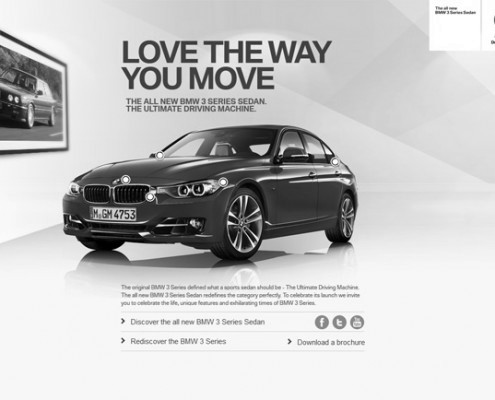 The all new
BMW 3 Series Sedan
LOVE THE WAY
YOU MOVE
THE ALL NEW BMW 3 SERIES SEDAN.
THE ULTIMATE DRIVING MACHINE.
M GM 4753
The original BMW 3 Series defined what a sports sedan should be - The Ultimate Driving Machine.
The all new BMW 3 Series Sedan redefines the category perfectly. To celebrate its launch we invite
you to celebrate the life, unique features and exhilarating times of BMW 3 Series.
Discover the all new BMW 3 Series Sedan
Rediscover the BMW 3 Series
Download a brochure